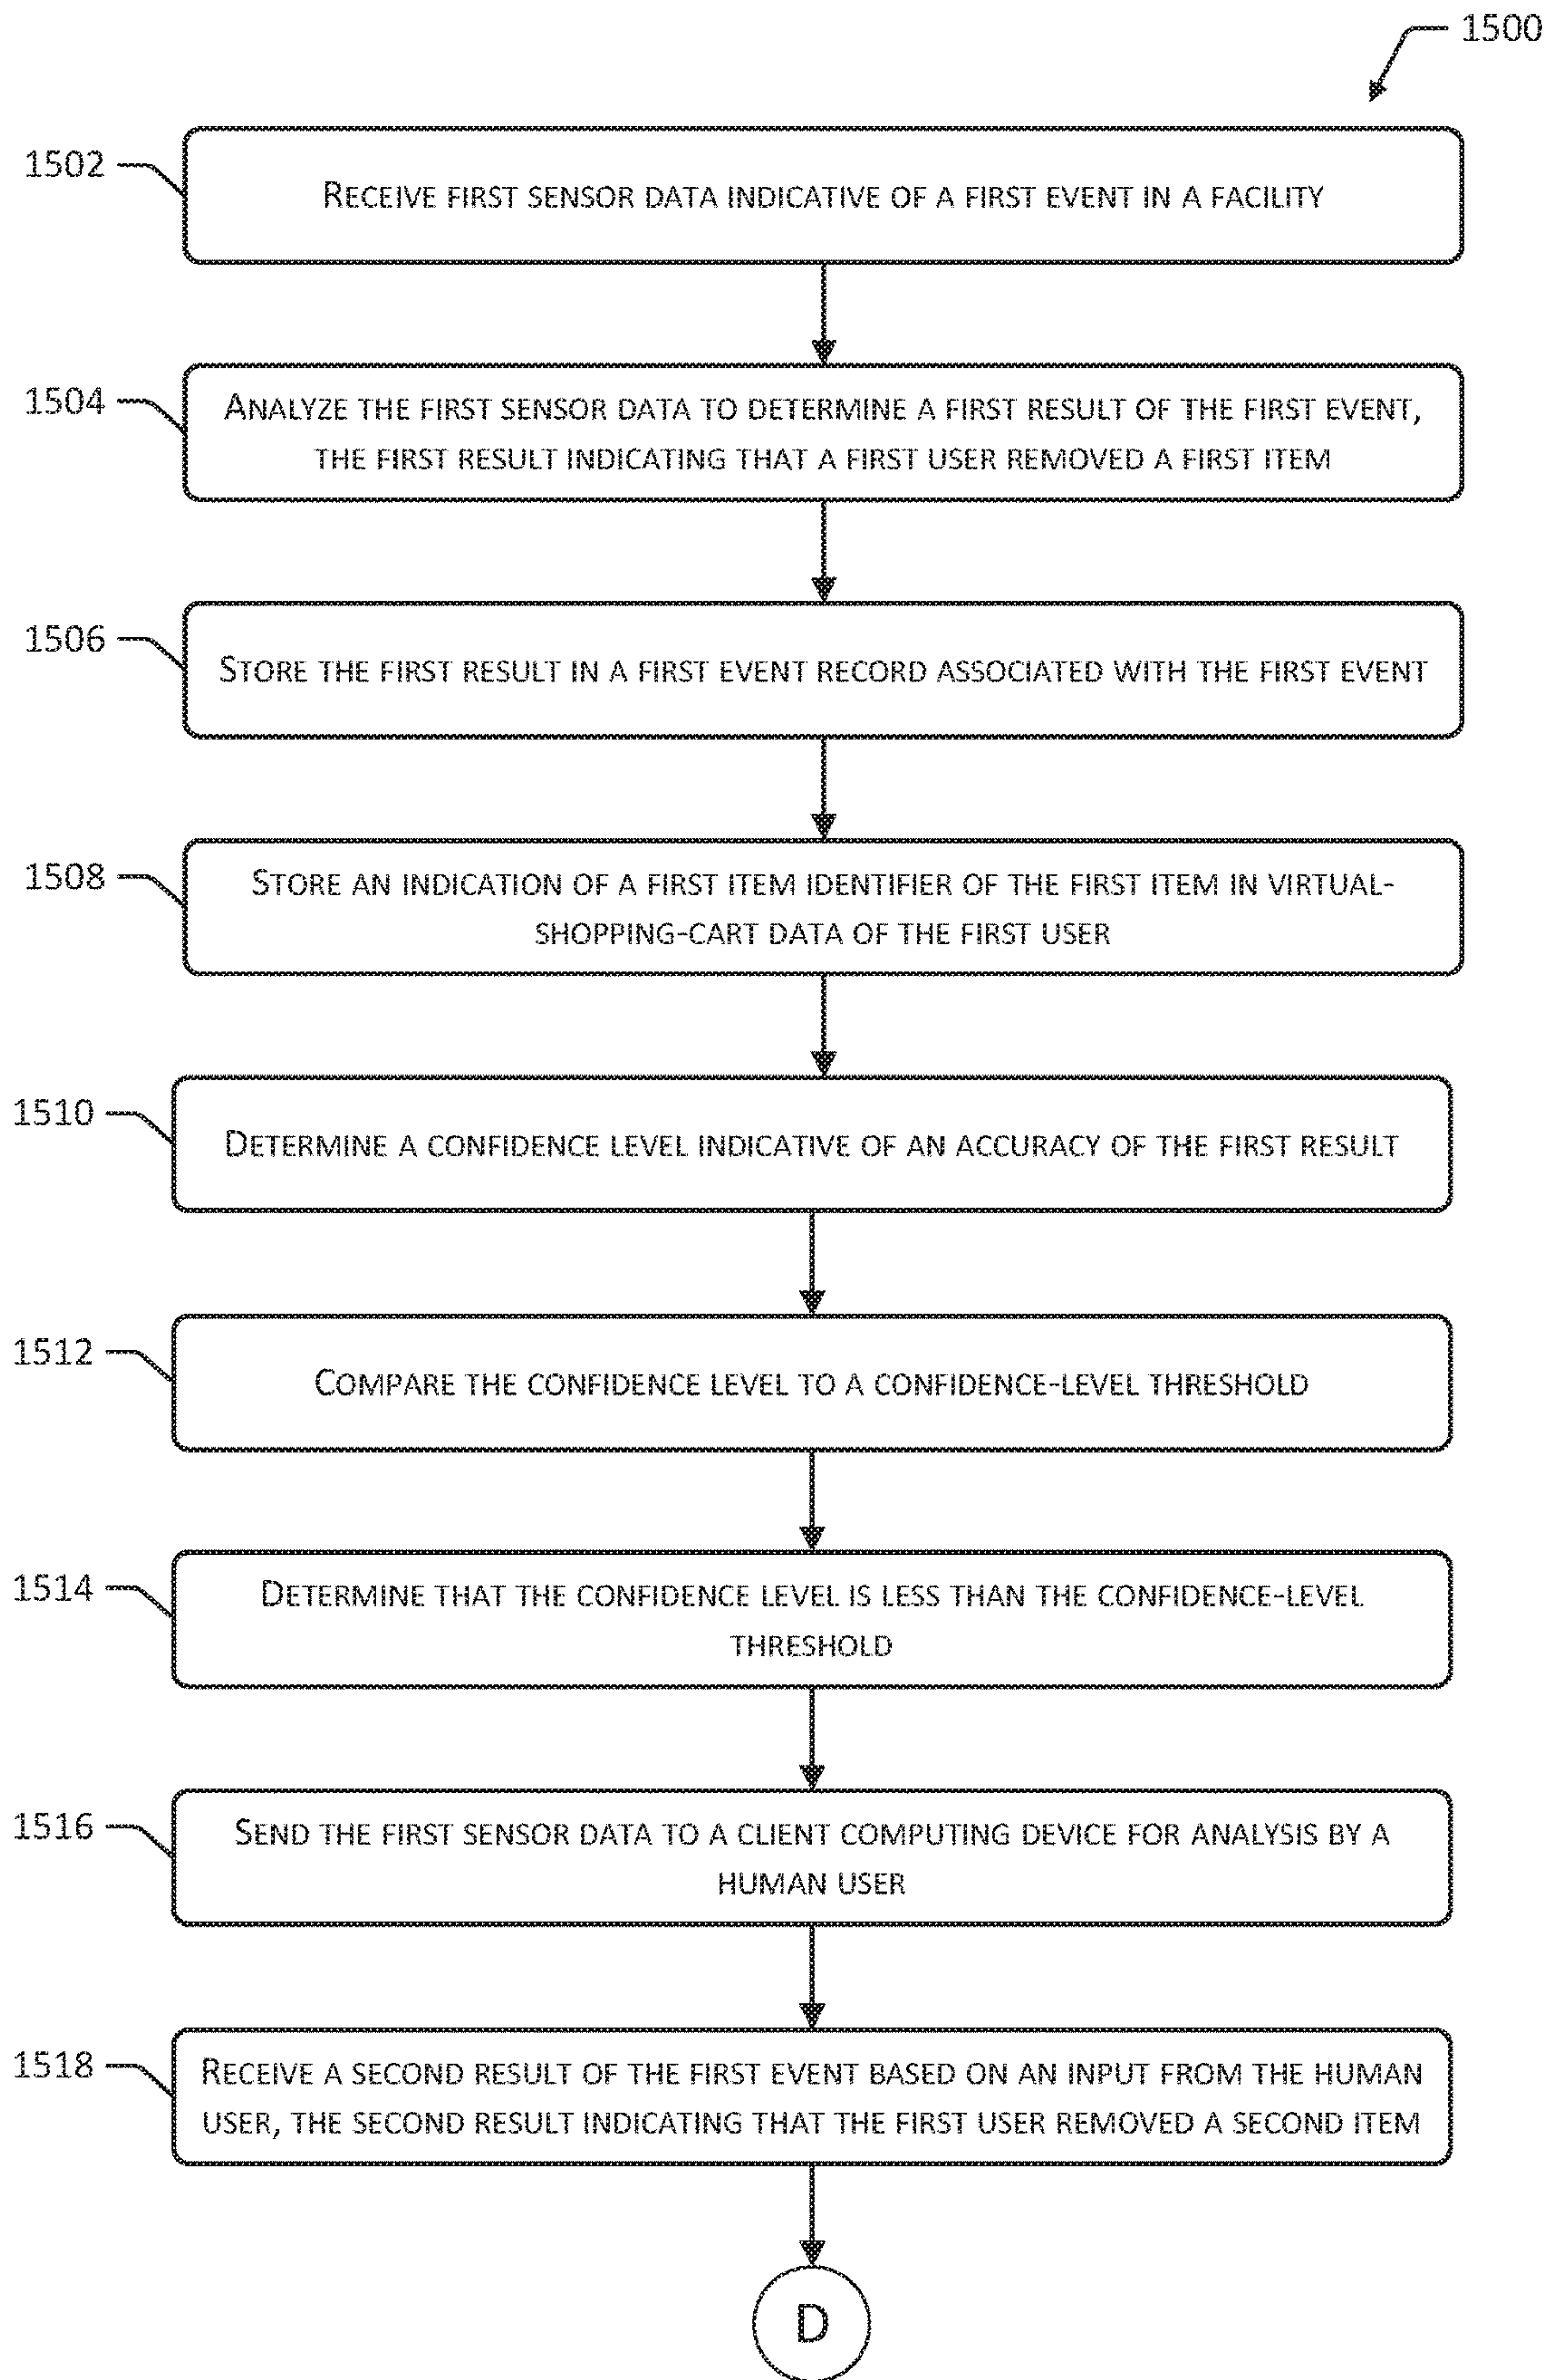 1500
1502
RECEIVE FIRST SENSOR DATA INDICATIVE OF A FIRST EVENT IN A FACILITY
1504
ANALYZE THE FIRST SENSOR DATA TO DETERMINE A FIRST RESULT OF THE FIRST EVENT,
THE FIRST RESULT INDICATING THAT A FIRST USER REMOVED A FIRST ITEM
1506
STORE THE FIRST RESULT IN A FIRST EVENT RECORD ASSOCIATED WITH THE FIRST EVENT
1508
STORE AN INDICATION OF A FIRST ITEM IDENTIFIER OF THE FIRST ITEM IN VIRTUAL-
SHOPPING-CART DATA OF THE FIRST USER
1510
DETERMINE A CONFIDENCE LEVEL INDICATIVE OF AN ACCURACY OF THE FIRST RESULT
1512
COMPARE THE CONFIDENCE LEVEL TO A CONFIDENCE-LEVEL THRESHOLD
1514
DETERMINE THAT THE CONFIDENCE LEVEL IS LESS THAN THE CONFIDENCE-LEVEL
THRESHOLD
1516
SEND THE FIRST SENSOR DATA TO A CLIENT COMPUTING DEVICE FOR ANALYSIS BY A
HUMAN USER
1518
RECEIVE A SECOND RESULT OF THE FIRST EVENT BASED ON AN INPUT FROM THE HUMAN
USER, THE SECOND RESULT INDICATING THAT THE FIRST USER REMOVED A SECOND ITEM
D